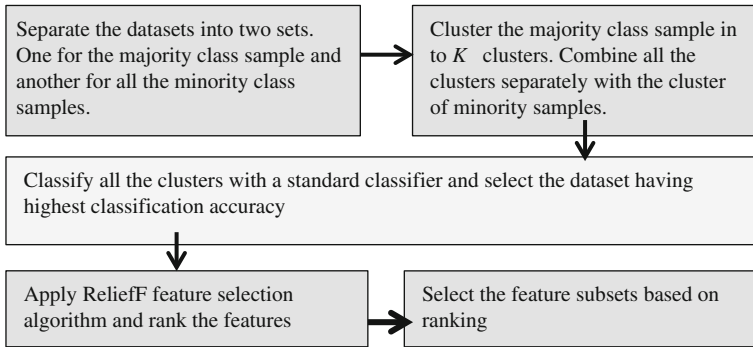 Separate the datasets into two sets.
One for the majority class sample and
another for all the minority class
samples.
Cluster the majority class sample in
to K clusters. Combine all the
clusters separately with the cluster
of minority samples.
Classify all the clusters with a standard classifier and select the dataset having
highest classification accuracy
Apply ReliefF feature selection
algorithm and rank the features
Select the feature subsets based on
ranking